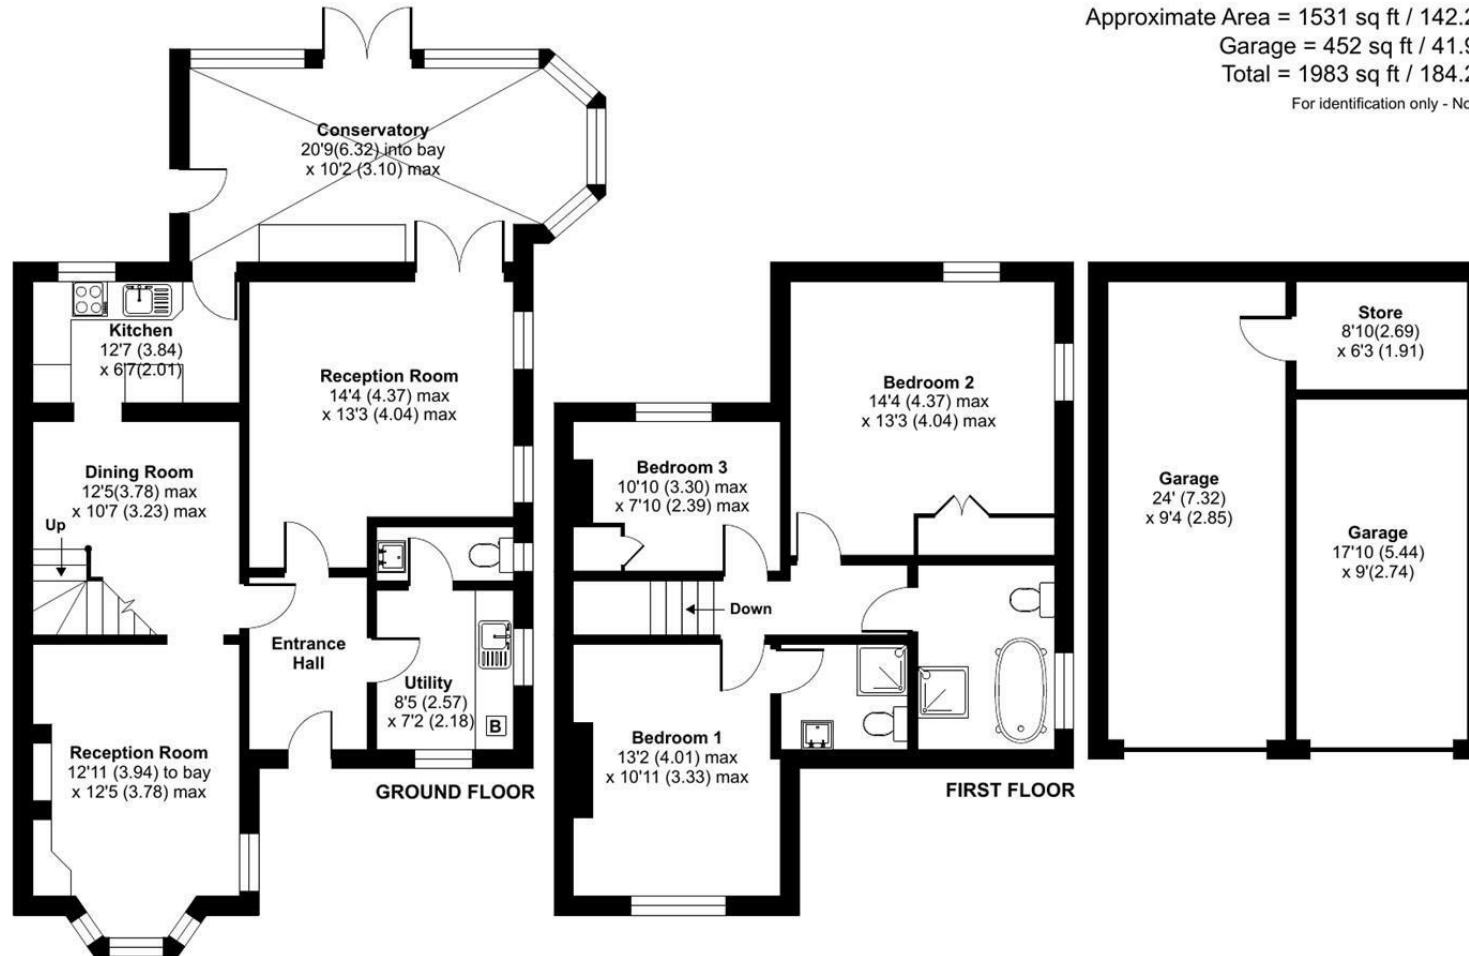 Approximate Area = 1531 sq ft / 142.2
Garage = 452 sq ft / 41.9
Total = 1983 sq ft / 184.2
For identification only - No
Conservatory
20'9(6.32) into bay
x 10'2 (3.10) max
Kitchen
12'7 (3.84)
x 6'7(2.01)
Reception Room
14'4 (4.37) max
x 13'3 (4.04) max
Dining Room
12'5(3.78) max
x 10'7 (3.23) max
Up
Entrance
Hall
Utility
8'5 (2.57)
x 7'2 (2.18)
B
Reception Room
12'11 (3.94) to bay
x 12'5 (3.78) max
GROUND FLOOR
Bedroom 2
14'4 (4.37) max
x 13'3 (4.04) max
Bedroom 3
10'10 (3.30) max
x 7'10 (2.39) max
Down
Bedroom 1
13'2 (4.01) max
x 10'11 (3.33) max
FIRST FLOOR
Store
8'10(2.69)
x 6'3 (1.91)
Garage
24' (7.32)
x 9'4 (2.85)
Garage
17'10 (5.44)
x 9'(2.74)